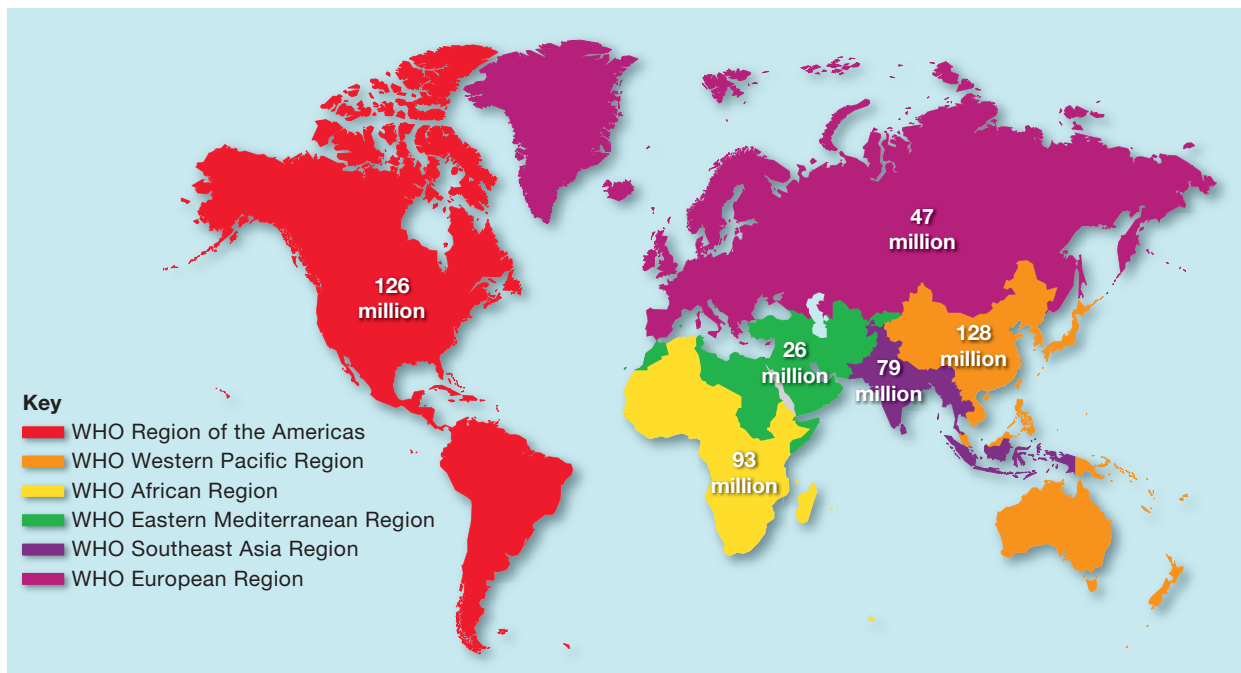 47
million
126
million
128
million
26
million
79
million
93
million
Key
WHO Region of the Americas
WHO Western Pacific Region
WHO African Region
WHO Eastern Mediterranean Region
WHO Southeast Asia Region
WHO European Region